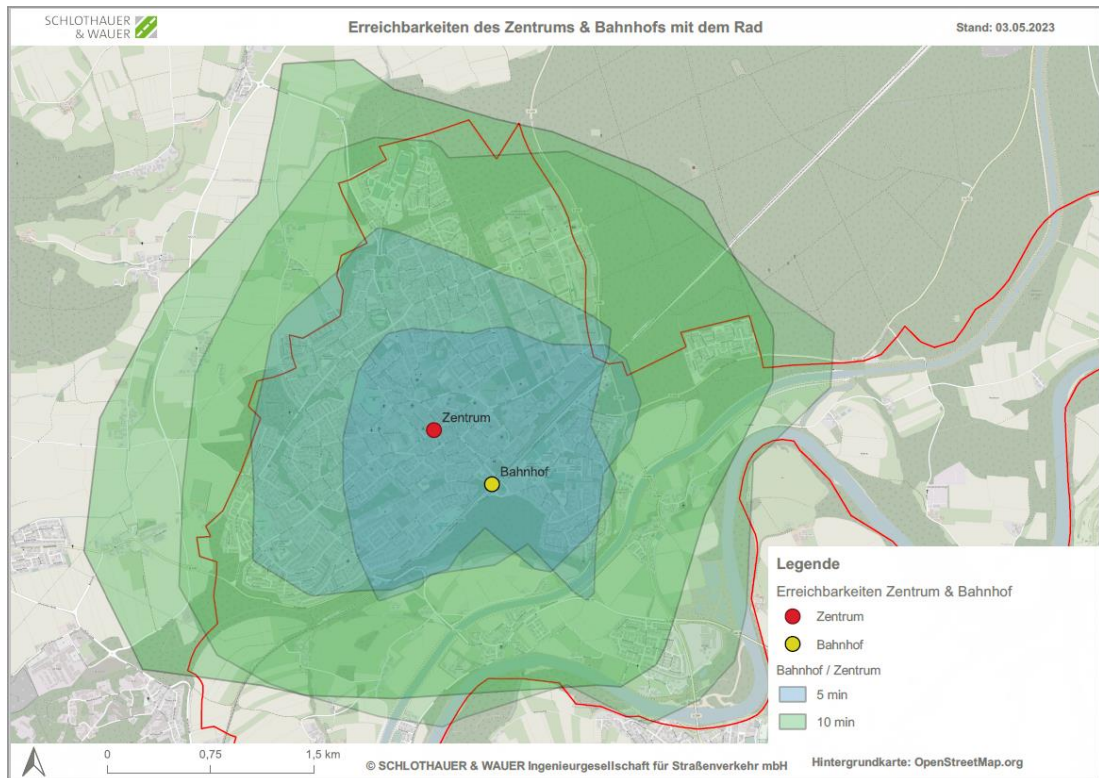 SCHLOTHAUER
& WAUER
Erreichbarkeiten des Zentrums & Bahnhofs mit dem Rad
Stand: 03.05.2023
Zentrum
Bahnhof
Legende
Erreichbarkeiten Zentrum & Bahnhof
Zentrum
Bahnhof
Bahnhof / Zentrum
5 min
10 min
0 0,75 1,5 km
© SCHLOTHAUER & WAUER Ingenieurgesellschaft für Straßenverkehr mbH
Hintergrundkarte: OpenStreetMap.org